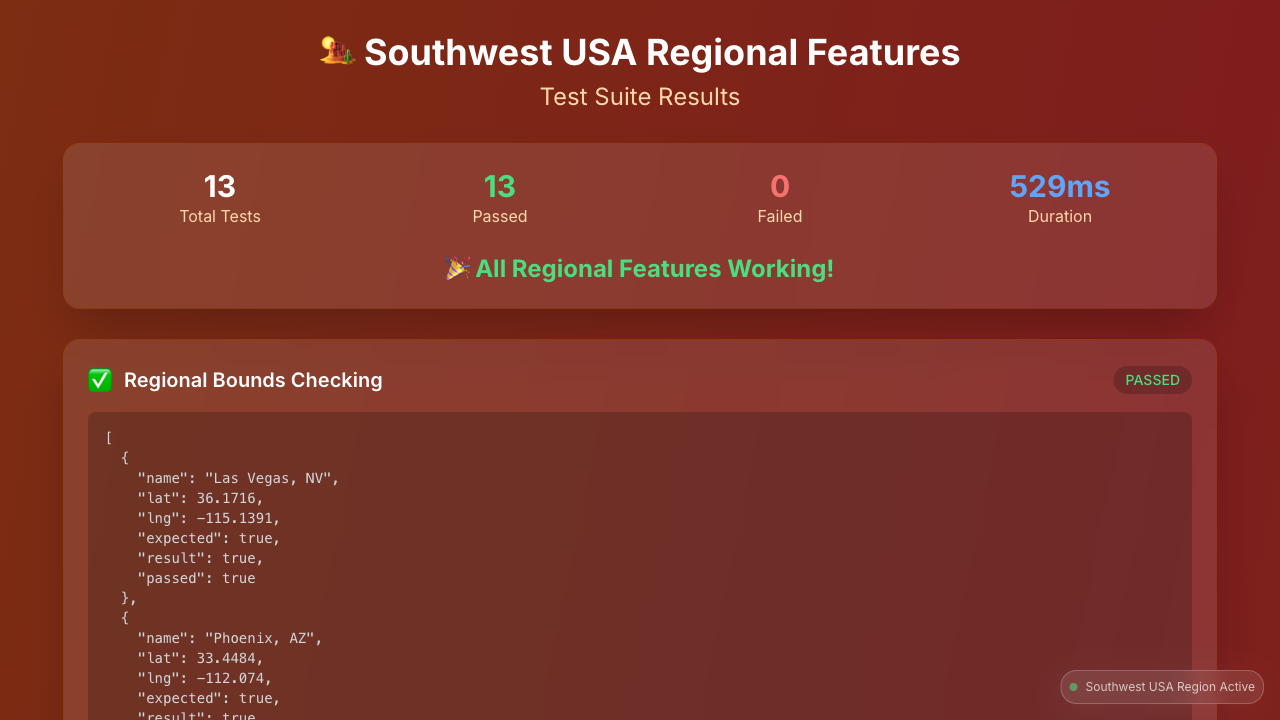 Southwest USA Regional Features
Test Suite Results
13
Total Tests
13
Passed
0
Failed
529ms
Duration
All Regional Features Working!
Regional Bounds Checking
PASSED
[
  {
    "name": "Las Vegas, NV",
    "lat": 36.1716,
    "lng": -115.1391,
    "expected": true,
    "result": true,
    "passed": true
  },
  {
    "name": "Phoenix, AZ",
    "lat": 33.4484,
    "lng": -112.074,
    "expected": true,
    "result": true,
Southwest USA Region Active